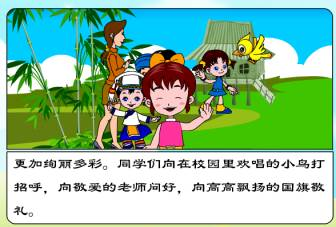 更加绚丽多彩。同学们向在校园里欢唱的小鸟打
招呼，向敬爱的老师问好，向高高飘扬的国旗敬
礼。